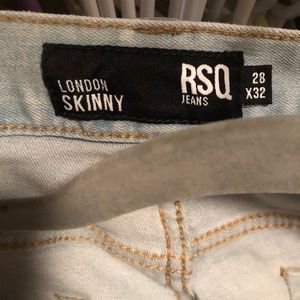 LONDON
SKINNY
RSQ
JEANS
28
X32